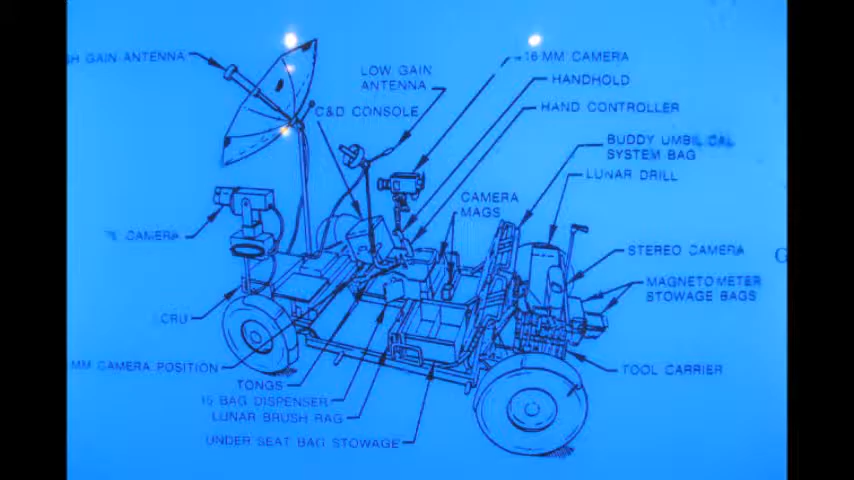 GAIN ANTENNA
LOW GAIN
ANTENNA
C&D CONSOLE
16 MM CAMERA
HANDHOLD
HAND CONTROLLER
BUDDY UMBILICAL
SYSTEM BAG
LUNAR DRILL
CAMERA
MAGS
CAMERA
STEREO CAMERA
MAGNETOMETER
STOWAGE BAGS
CRU
MM CAMERA POSITION
TOOL CARRIER
TONGS
BAG DISPENSER
LUNAR BRUSH RAG
UNDER SEAT BAG STOWAGE